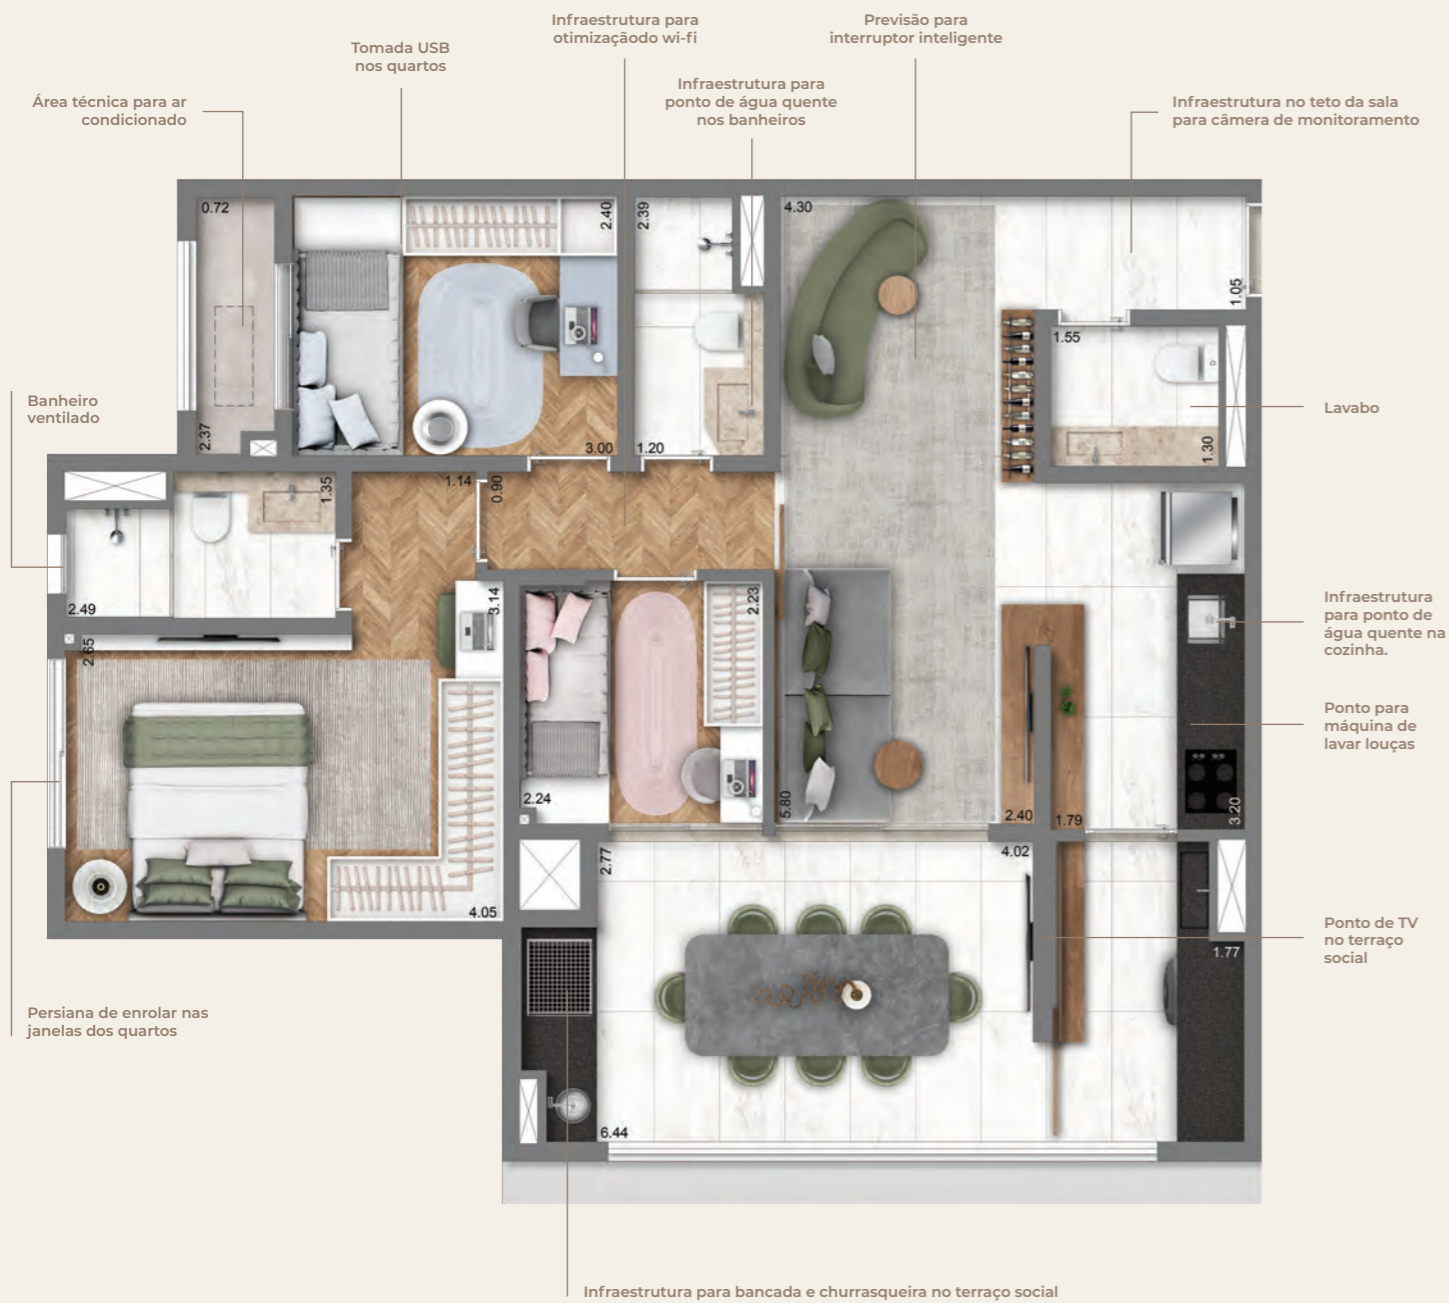 Infraestrutura para
otimizaçãodo wi-fi
Previsão para
interruptor inteligente
Tomada USB
nos quartos
Infraestrutura para
ponto de água quente
nos banheiros
Área técnica para ar
condicionado
Infraestrutura no teto da sala
para câmera de monitoramento
0.72
2.40
2.39
4.30
1.05
1.55
Banheiro
ventilado
Lavabo
2.37
3.00
1.20
1.30
1.14
0.90
1.35
2.49
3.14
2.23
2.65
Infraestrutura
para ponto de
água quente na
cozinha.
Ponto para
máquina de
lavar louças
2.24
5.80
2.40
1.79
3.20
2.77
4.02
4.05
Ponto de TV
no terraço
social
1.77
Persiana de enrolar nas
janelas dos quartos
6.44
Infraestrutura para bancada e churrasqueira no terraço social